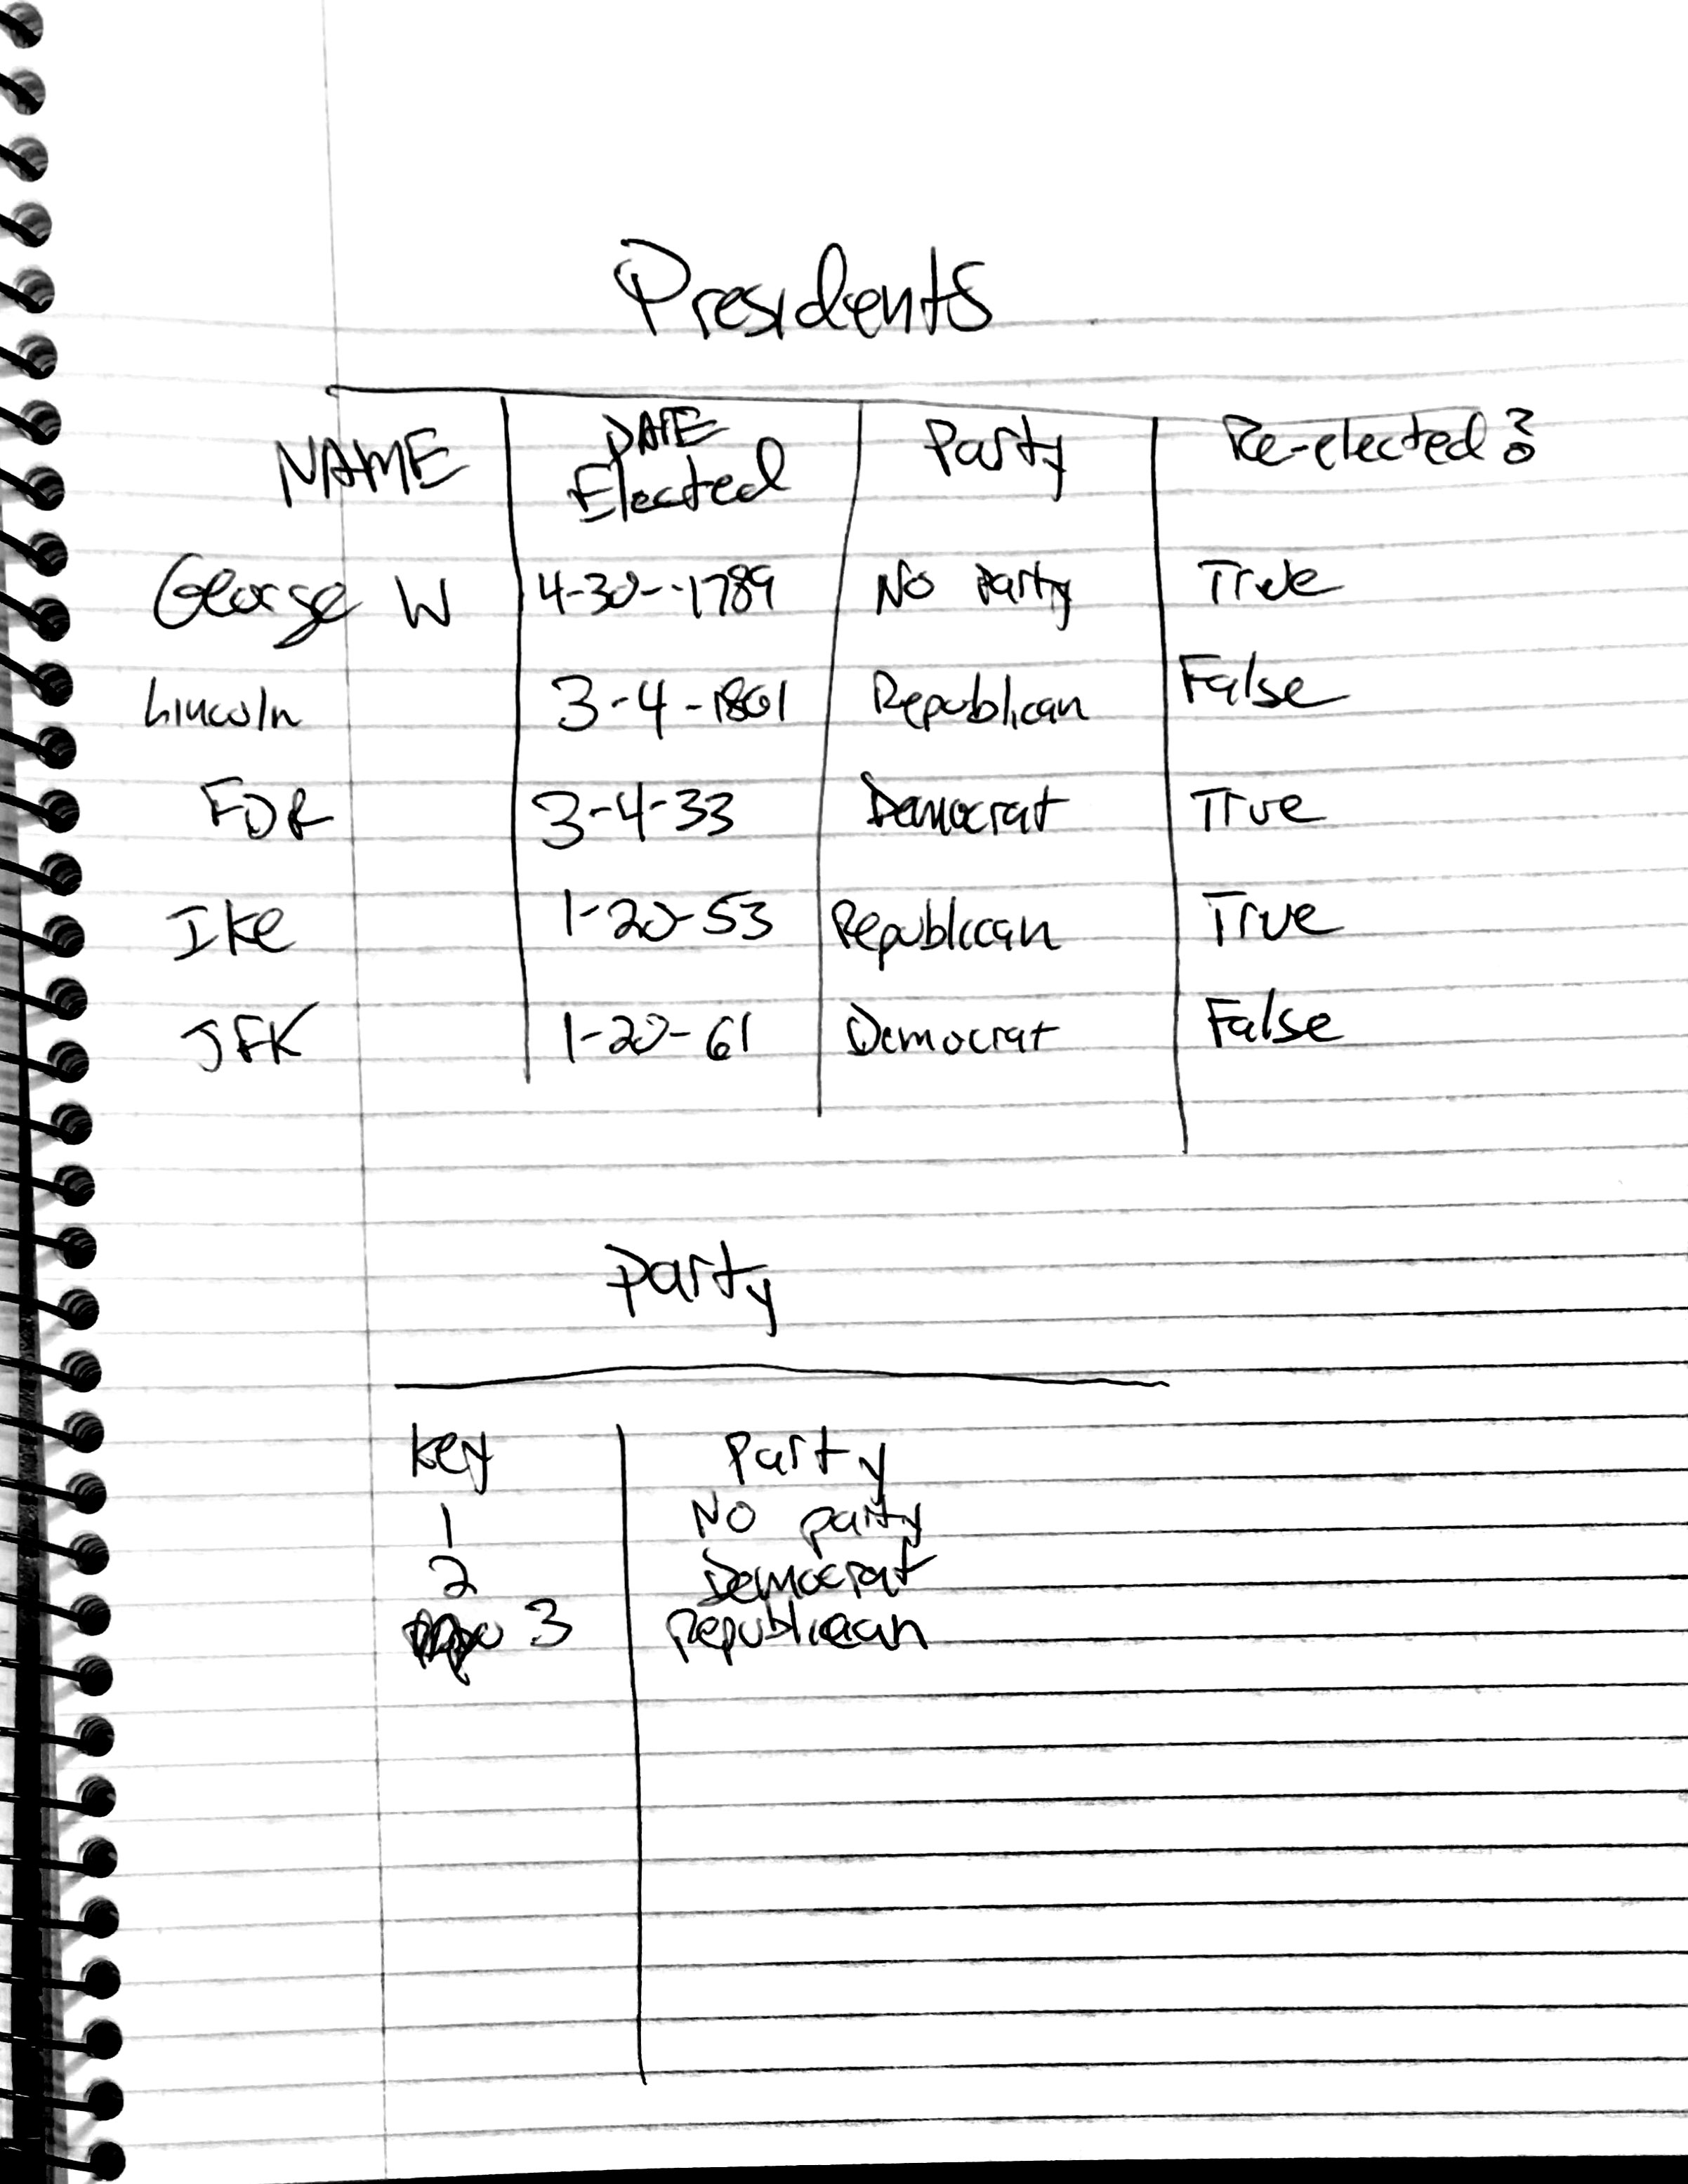 Presidents
NAME DATE Elected Party Re-elected?
George W 4-30-1789 No Party True
Lincoln 3-4-1861 Republican False
FDR 3-4-33 Democrat True
Ike 1-20-53 Republican True
JFK 1-20-61 Democrat False
Party
key Party
1 No party
2 Democrat
3 Republican